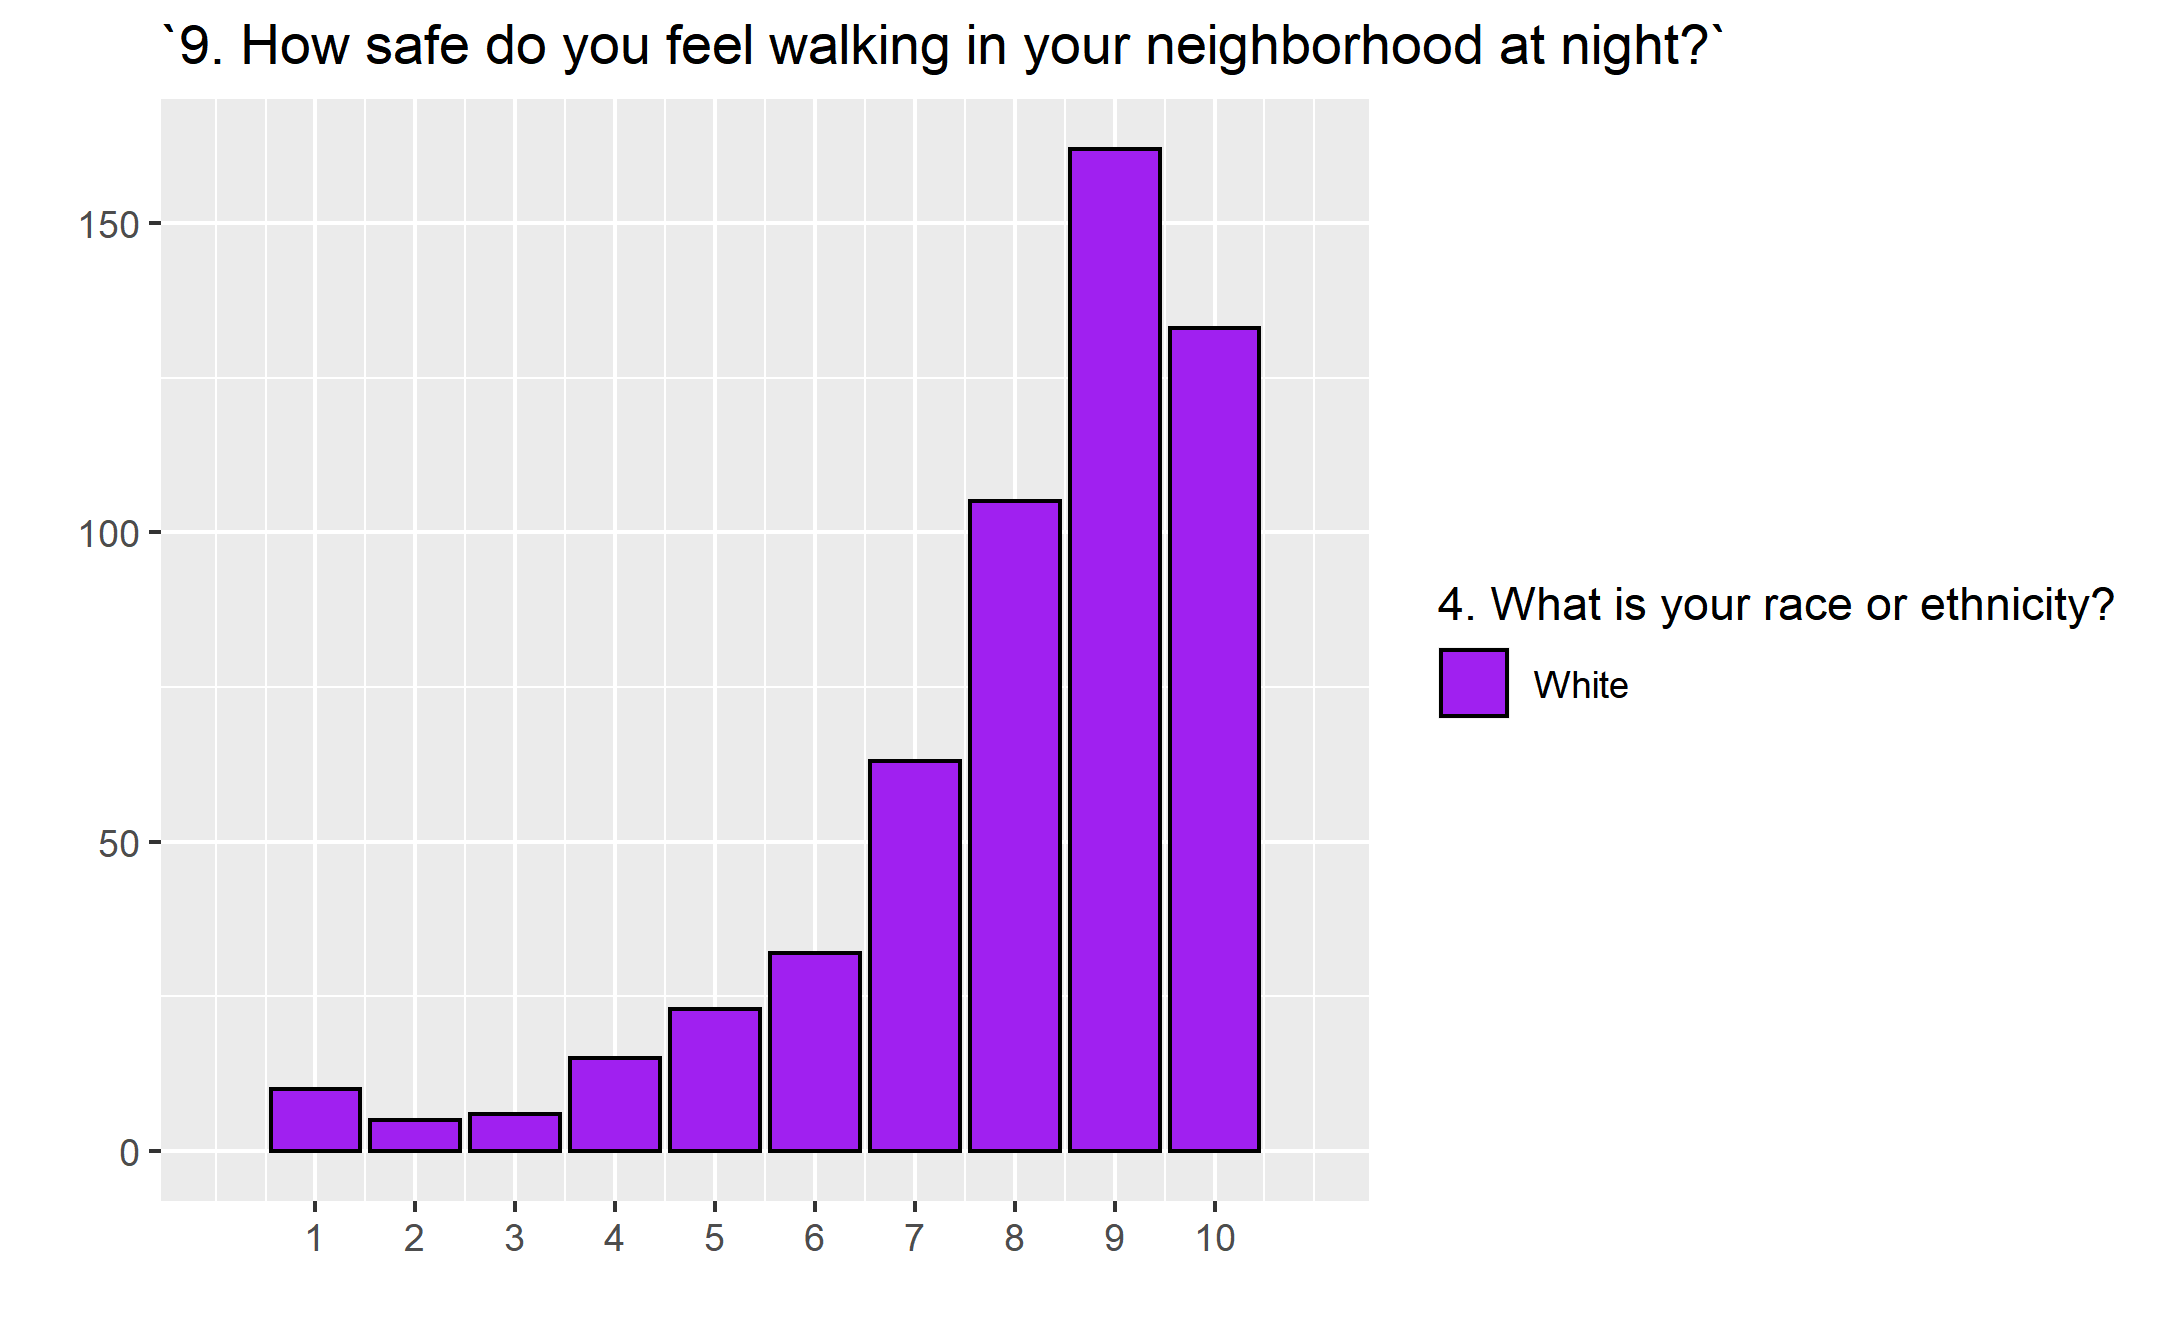 `9. How safe do you feel walking in your neighborhood at night?`
150
100
50
0
1 2 3 4 5 6 7 8 9 10
4. What is your race or ethnicity?
White